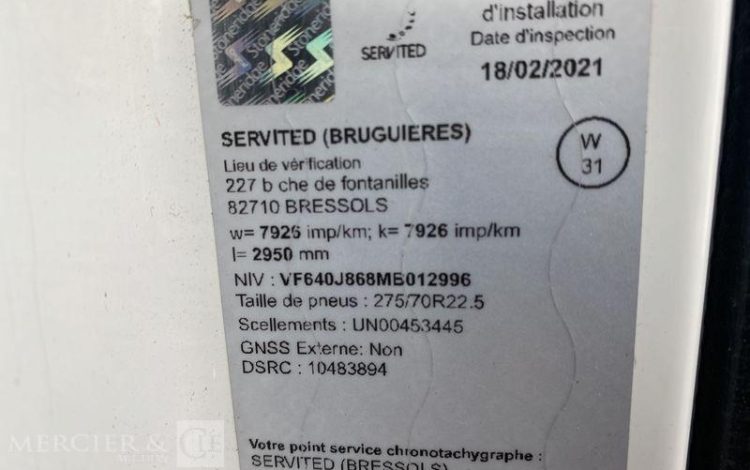 Stoneridge
SERVITED
d'installation
Date d'inspection
18/02/2021
SERVITED (BRUGUIERES)
W
31
Lieu de vérification
227 b che de fontanilles
82710 BRESSOLS
w= 7926 imp/km; k= 7926 imp/km
l= 2950 mm
NIV : VF640J868MB012996
Taille de pneus : 275/70R22.5
Scellements : UN00453445
GNSS Externe: Non
DSRC : 10483894
Votre point service chronotachygraphe :
SERVITED (BRESSOLS)
MERCIER & CIE